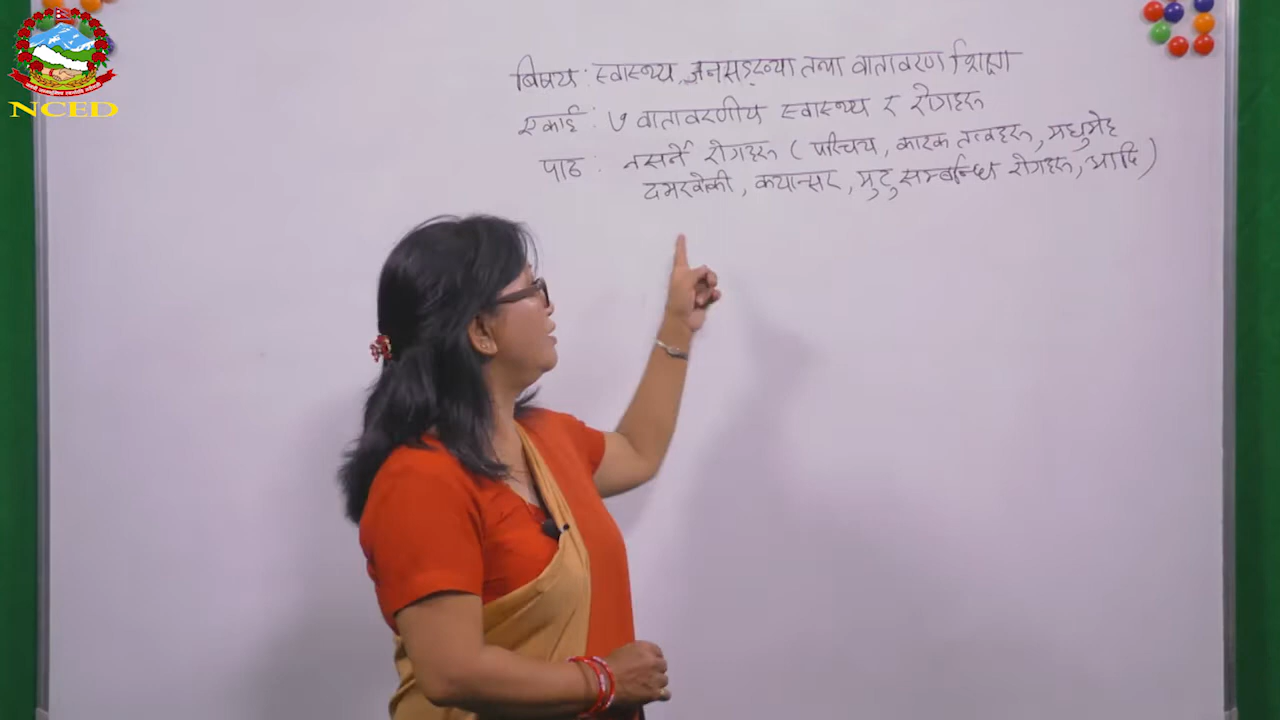 NCED
विषय : स्वास्थ्य, जनसङ्ख्या तथा वातावरण शिक्षा
एकाई : ७ वातावरणीय स्वास्थ्य र रोगहरू
पाठ : नसर्ने रोगहरू ( परिचय, कारक तत्वहरू, मधुमेह
दमखोकी, क्यान्सर, मुटु सम्बन्धि रोगहरू, आदि )